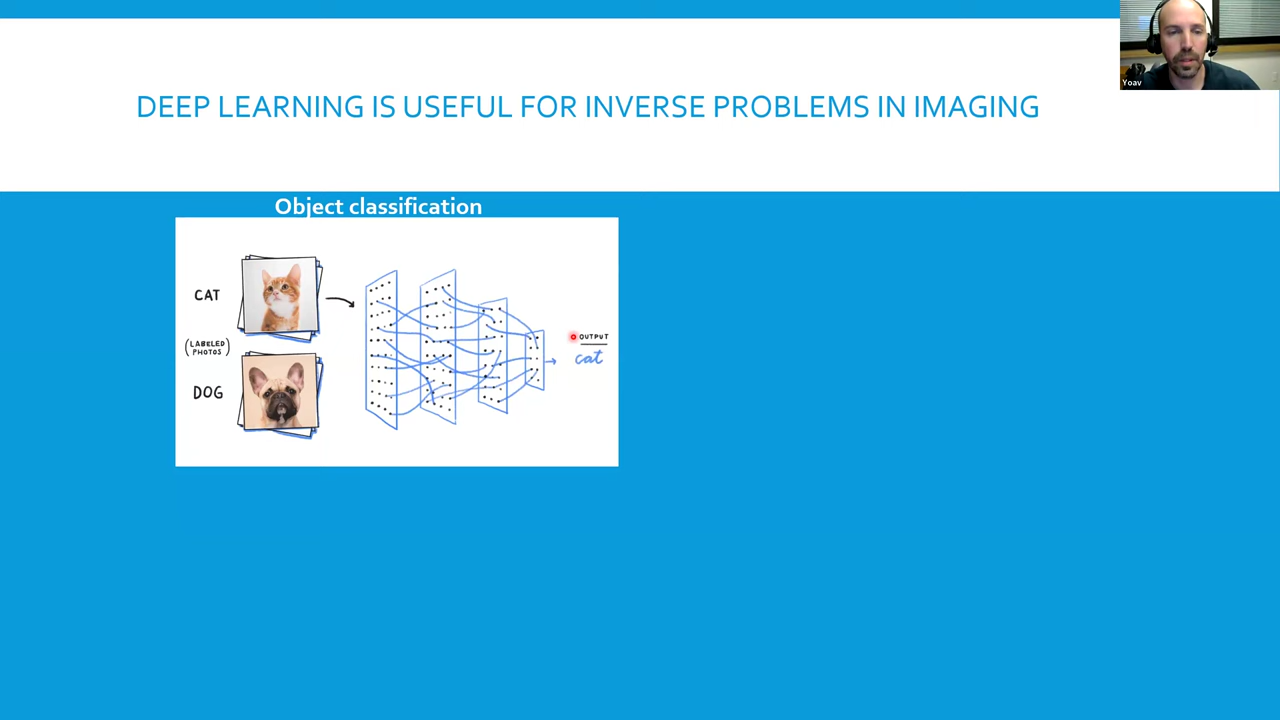 DEEP LEARNING IS USEFUL FOR INVERSE PROBLEMS IN IMAGING
Yoav
Object classification
CAT
(LABELED
PHOTOS)
DOG
OUTPUT
cat